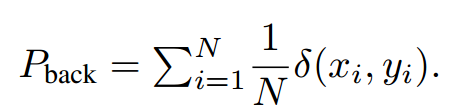 P_back = ∑_{i=1}^{N} \frac{1}{N} δ(x_i, y_i).